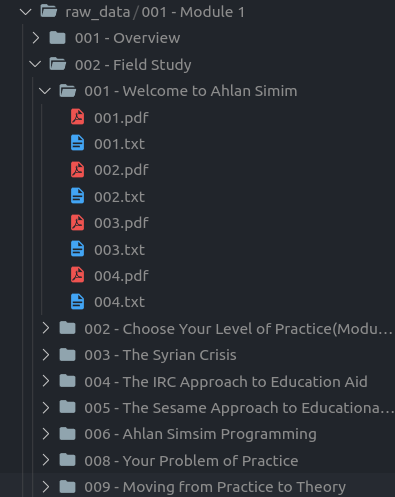 raw_data / 001 - Module 1
001 - Overview
002 - Field Study
001 - Welcome to Ahlan Simim
001.pdf
001.txt
002.pdf
002.txt
003.pdf
003.txt
004.pdf
004.txt
002 - Choose Your Level of Practice(Modu...
003 - The Syrian Crisis
004 - The IRC Approach to Education Aid
005 - The Sesame Approach to Educationa...
006 - Ahlan Simsim Programming
008 - Your Problem of Practice
009 - Moving from Practice to Theory